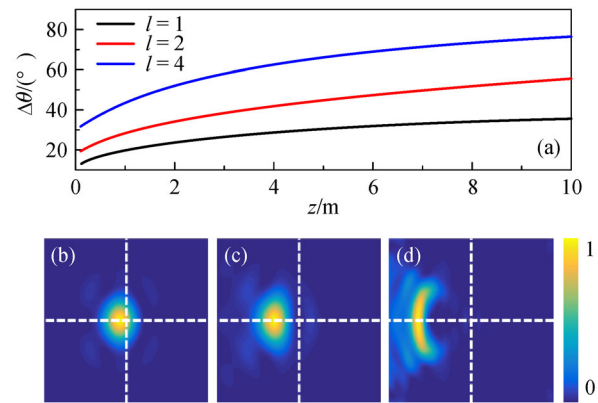 80
60
40
20
Δθ/(°)
l = 1
l = 2
l = 4
(a)
0 2 4 6 8 10
z/m
(b) (c) (d) 1
0